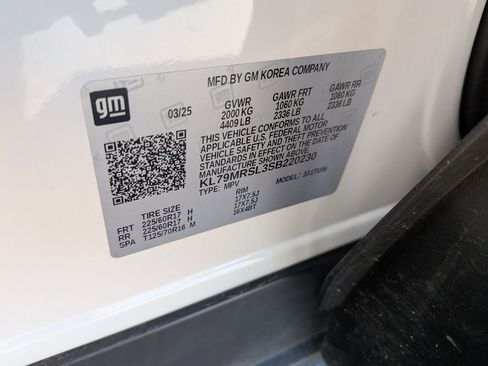 MFD BY GM KOREA COMPANY
gm
03/25
GVWR GAWR FRT GAWR RR
2000 KG 1060 KG 1060 KG
4409 LB 2336 LB 2336 LB
THIS VEHICLE CONFORMS TO ALL
APPLICABLE U.S. FEDERAL MOTOR
VEHICLE SAFETY AND THEFT PREVENTION
STANDARDS IN EFFECT ON THE DATE OF
MANUFACTURE SHOWN ABOVE
KL79MRSL3SB220230
TYPE: MPV MODEL:
TIRE SIZE RIM
FRT 225/60R17 H 17X7.5J
RR 225/60R17 H 17X7.5J
SPA T125/70R16 M 16X4BT